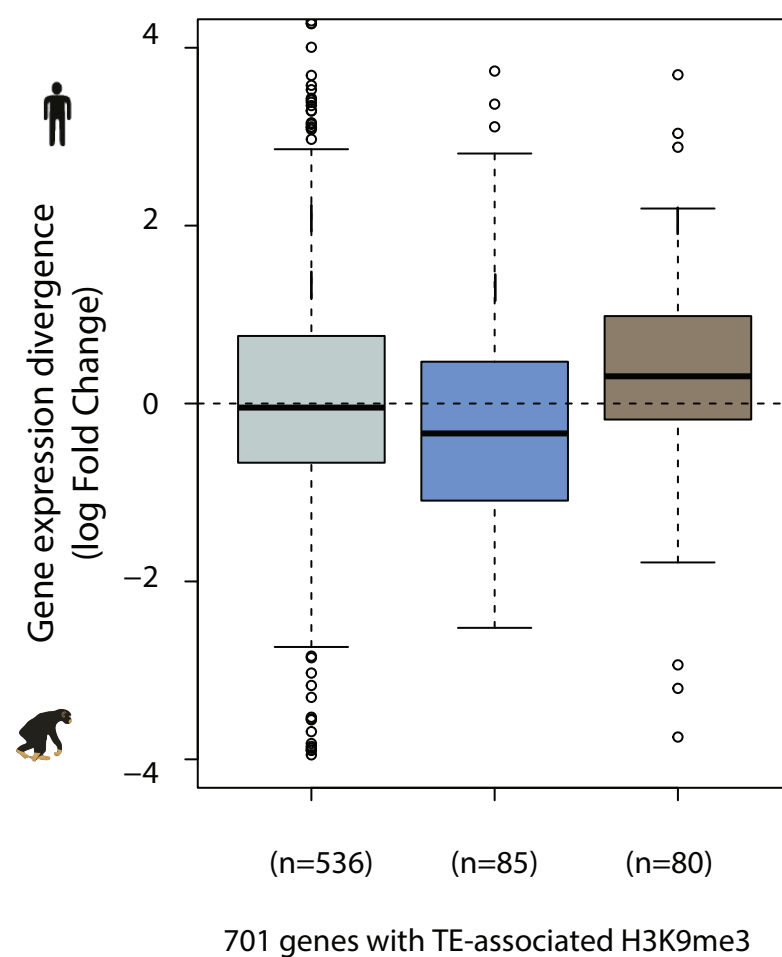 Gene expression divergence
(log Fold Change)
4
2
0
−2
−4
(n=536) (n=85) (n=80)
701 genes with TE-associated H3K9me3